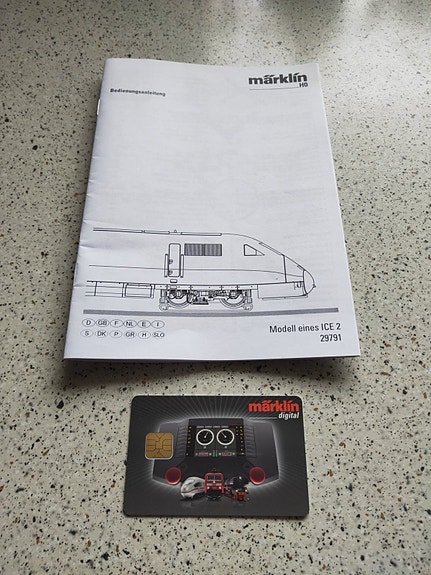 märklin
H0
Bedienungsanleitung
D GB F NL E I
S DK P GR H SLO
Modell eines ICE 2
29791
märklin
digital